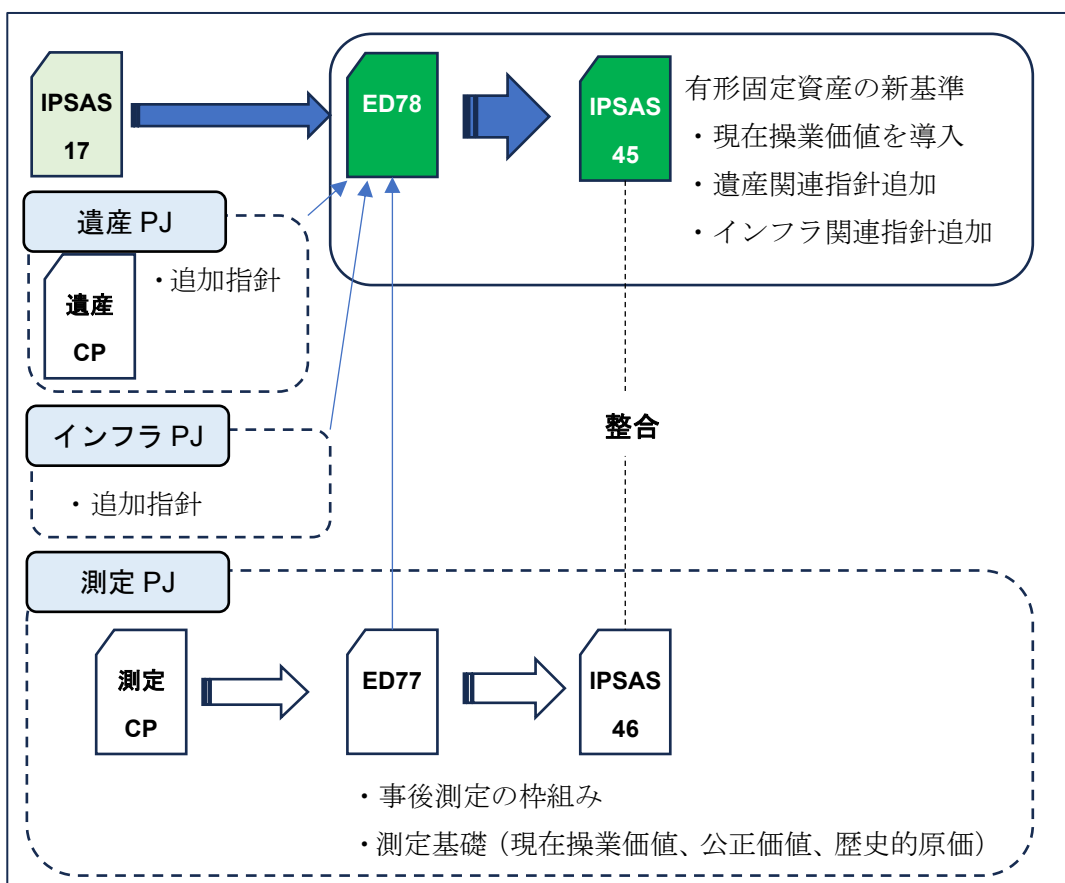 IPSAS
17
ED78
IPSAS
45
有形固定資産の新基準
・現在操業価値を導入
・遺産関連指針追加
・インフラ関連指針追加
遺産 PJ
・追加指針
遺産
CP
インフラ PJ
・追加指針
整合
測定 PJ
測定
CP
ED77
IPSAS
46
・事後測定の枠組み
・測定基礎（現在操業価値、公正価値、歴史的原価）